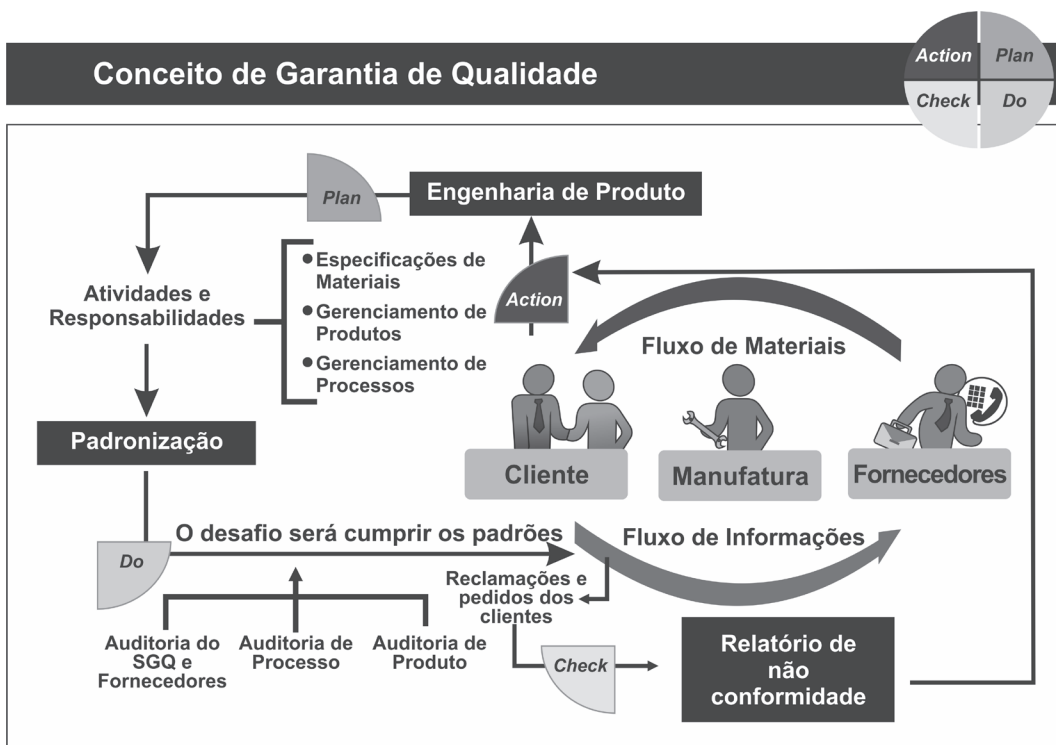 Conceito de Garantia de Qualidade
Action
Plan
Check
Do
Plan
Engenharia de Produto
Atividades e
Responsabilidades
Especificações de
Materiais
Gerenciamento de
Produtos
Gerenciamento de
Processos
Action
Fluxo de Materiais
Padronização
Cliente
Manufatura
Fornecedores
Do
O desafio será cumprir os padrões
Fluxo de Informações
Reclamações e
pedidos dos
clientes
Auditoria do
SGQ e
Fornecedores
Auditoria de
Processo
Auditoria de
Produto
Check
Relatório de
não
conformidade